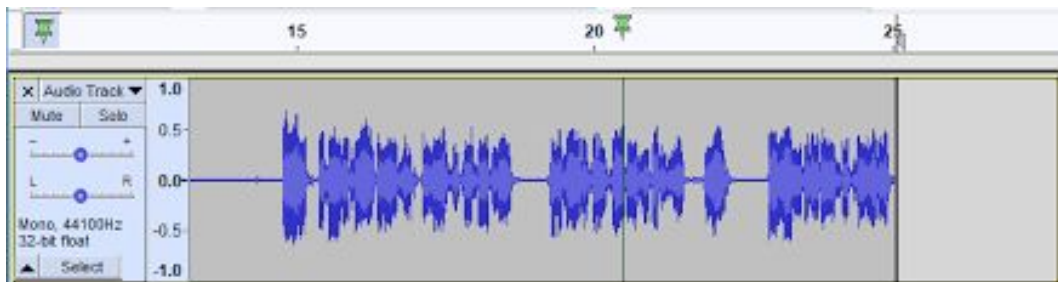 15 20 25
× Audio Track ▼ 1.0
Mute Solo
0.5-
- +
L R 0.0-
Mono, 44100Hz
32-bit float -0.5-
▲ Select -1.0